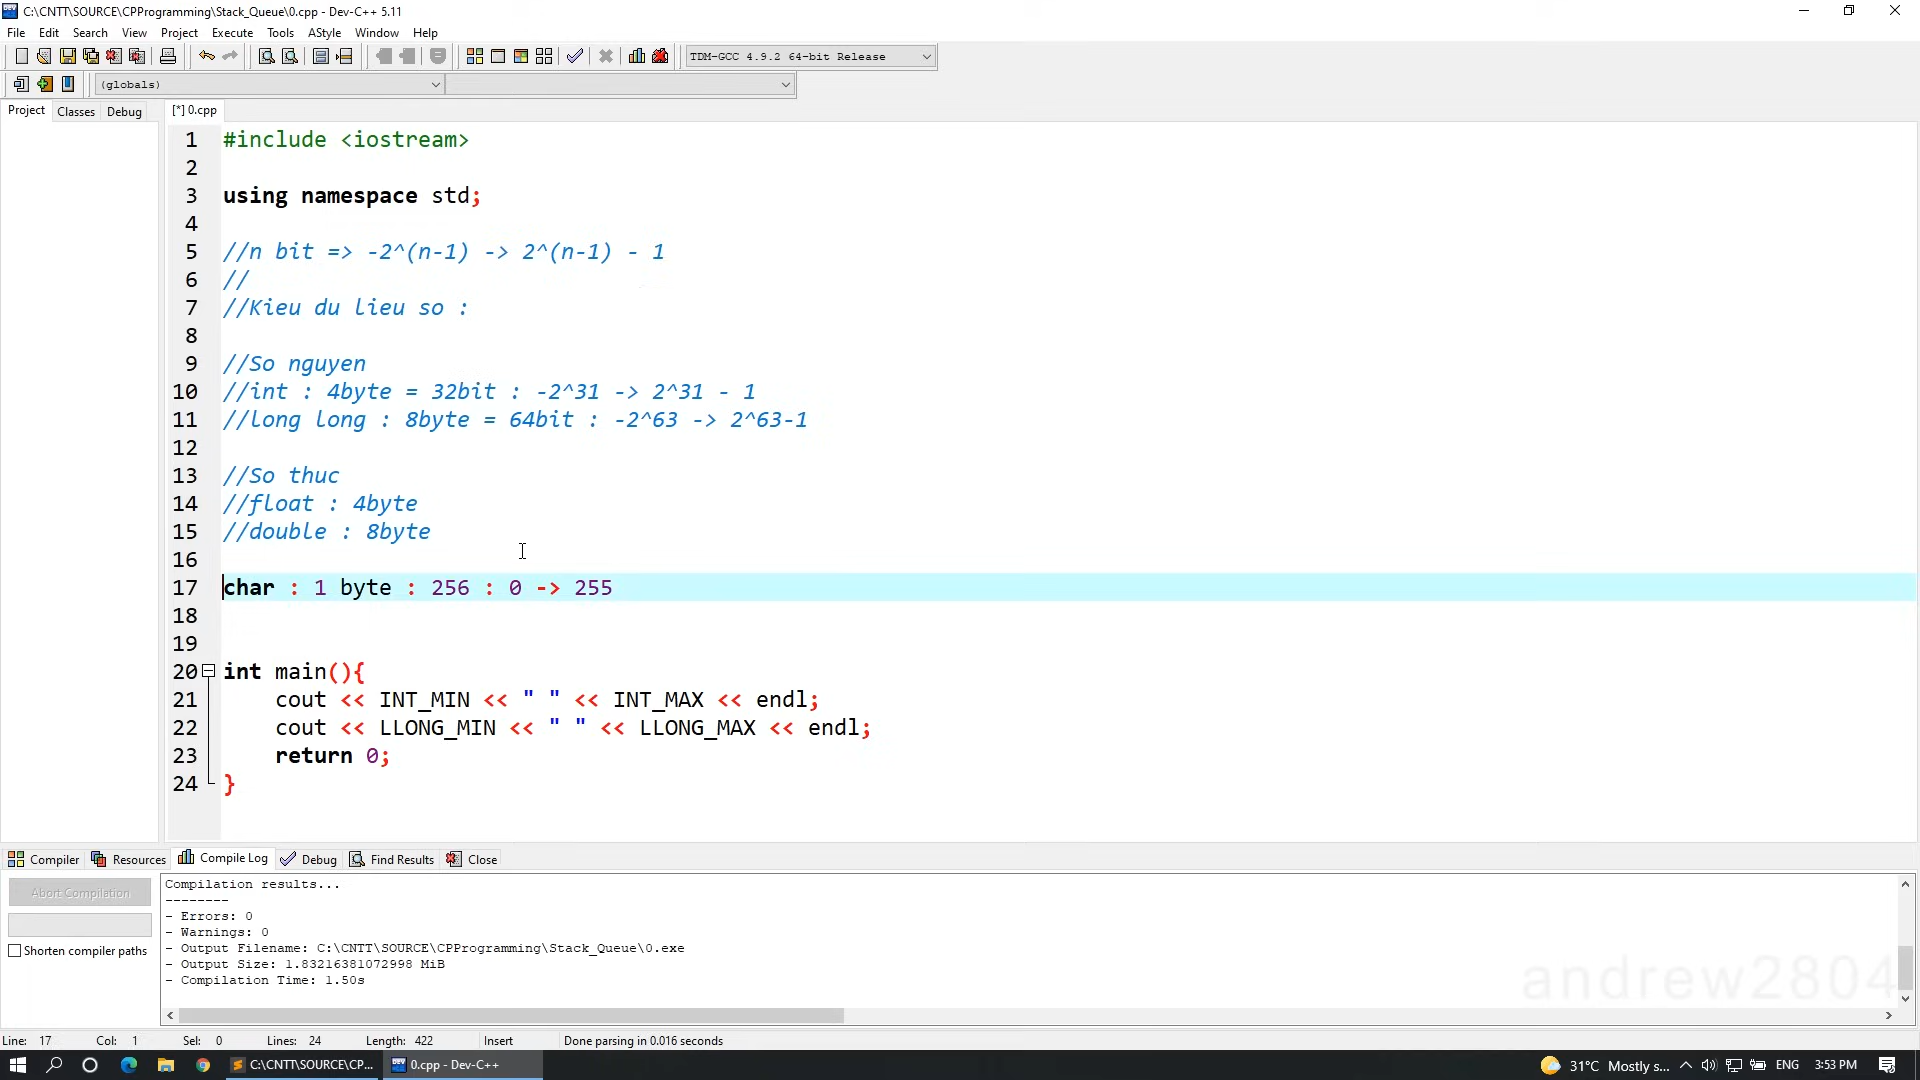 C:\CNTT\SOURCE\CPProgramming\Stack_Queue\0.cpp - Dev-C++ 5.11
File Edit Search View Project Execute Tools AStyle Window Help
TDM-GCC 4.9.2 64-bit Release
(globals)
Project Classes Debug [*] 0.cpp
1 #include <iostream>
2
3 using namespace std;
4
5 //n bit => -2^(n-1) -> 2^(n-1) - 1
6 //
7 //Kieu du lieu so :
8
9 //So nguyen
10 //int : 4byte = 32bit : -2^31 -> 2^31 - 1
11 //long long : 8byte = 64bit : -2^63 -> 2^63-1
12
13 //So thuc
14 //float : 4byte
15 //double : 8byte
16
17 char : 1 byte : 256 : 0 -> 255
18
19
20 int main(){
21 cout << INT_MIN << " " << INT_MAX << endl;
22 cout << LLONG_MIN << " " << LLONG_MAX << endl;
23 return 0;
24 }
Compiler Resources Compile Log Debug Find Results Close
Abort Compilation
Shorten compiler paths
Compilation results...
--------
- Errors: 0
- Warnings: 0
- Output Filename: C:\CNTT\SOURCE\CPProgramming\Stack_Queue\0.exe
- Output Size: 1.83216381072998 MiB
- Compilation Time: 1.50s
andrew2804
Line: 17 Col: 1 Sel: 0 Lines: 24 Length: 422 Insert Done parsing in 0.016 seconds
C:\CNTT\SOURCE\CP... 0.cpp - Dev-C++ 31°C Mostly s... ENG 3:53 PM